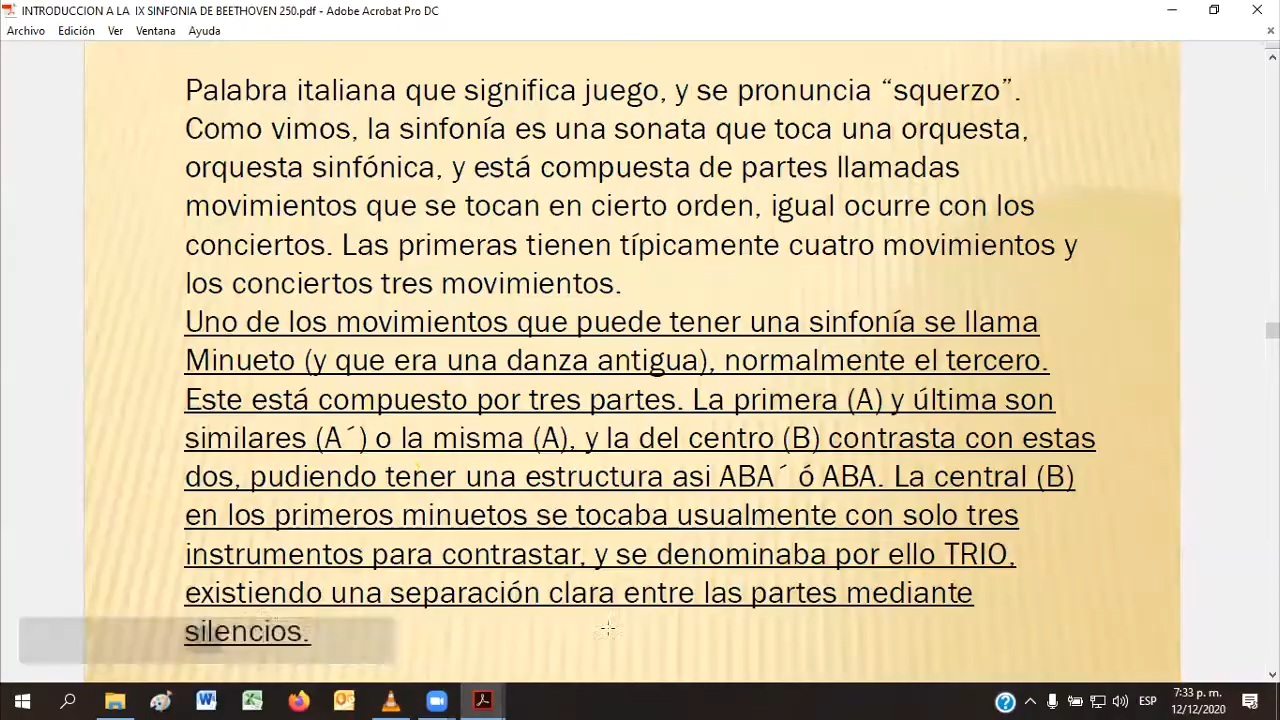 INTRODUCCION A LA IX SINFONIA DE BEETHOVEN 250.pdf - Adobe Acrobat Pro DC
Archivo Edición Ver Ventana Ayuda
Palabra italiana que significa juego, y se pronuncia “squerzo”.
Como vimos, la sinfonía es una sonata que toca una orquesta,
orquesta sinfónica, y está compuesta de partes llamadas
movimientos que se tocan en cierto orden, igual ocurre con los
conciertos. Las primeras tienen típicamente cuatro movimientos y
los conciertos tres movimientos.
Uno de los movimientos que puede tener una sinfonía se llama
Minueto (y que era una danza antigua), normalmente el tercero.
Este está compuesto por tres partes. La primera (A) y última son
similares (A´) o la misma (A), y la del centro (B) contrasta con estas
dos, pudiendo tener una estructura asi ABA´ ó ABA. La central (B)
en los primeros minuetos se tocaba usualmente con solo tres
instrumentos para contrastar, y se denominaba por ello TRIO,
existiendo una separación clara entre las partes mediante
silencios.
ESP
7:33 p. m.
12/12/2020